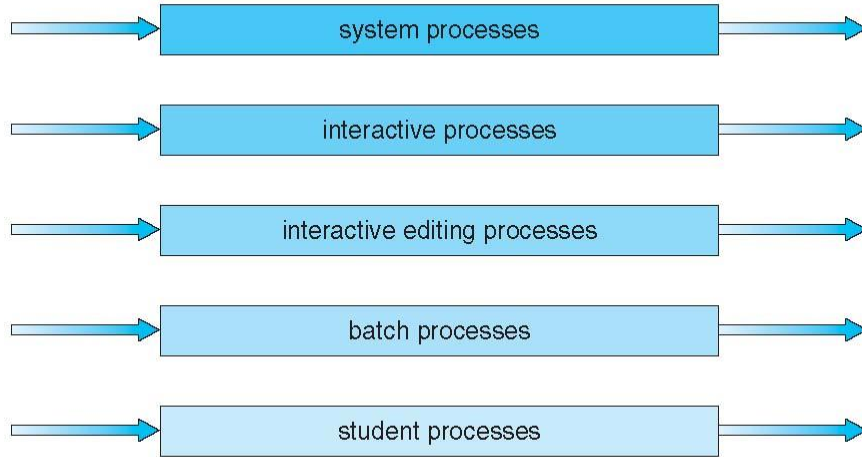 system processes
interactive processes
interactive editing processes
batch processes
student processes